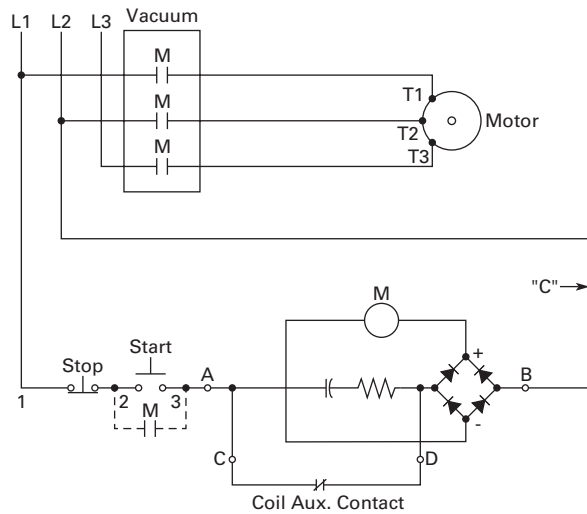 Vacuum
L1 L2 L3
M
T1
M
T2
Motor
M
T3
"C"
M
Start
+
Stop
A
B
1
2
M
3
-
C
D
Coil Aux. Contact